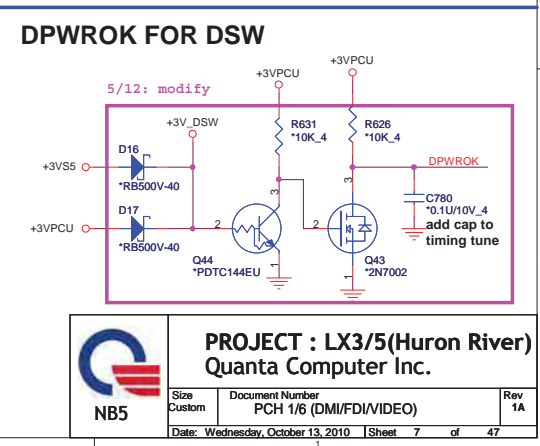 DPWROK FOR DSW
+3VPCU
+3VPCU
5/12: modify
+3V_DSW
R631
*10K_4
R626
*10K_4
D16
+3VS5
*RB500V-40
DPWROK
D17
+3VPCU
*RB500V-40
3
3
2
2
1
1
C780
*0.1U/10V_4
add cap to
timing tune
Q44
*PDTC144EU
Q43
*2N7002
NB5
PROJECT : LX3/5(Huron River)
Quanta Computer Inc.
Size
Custom
Document Number
PCH 1/6 (DMI/FDI/VIDEO)
Rev
1A
Date: Wednesday, October 13, 2010
Sheet 7 of 47
1